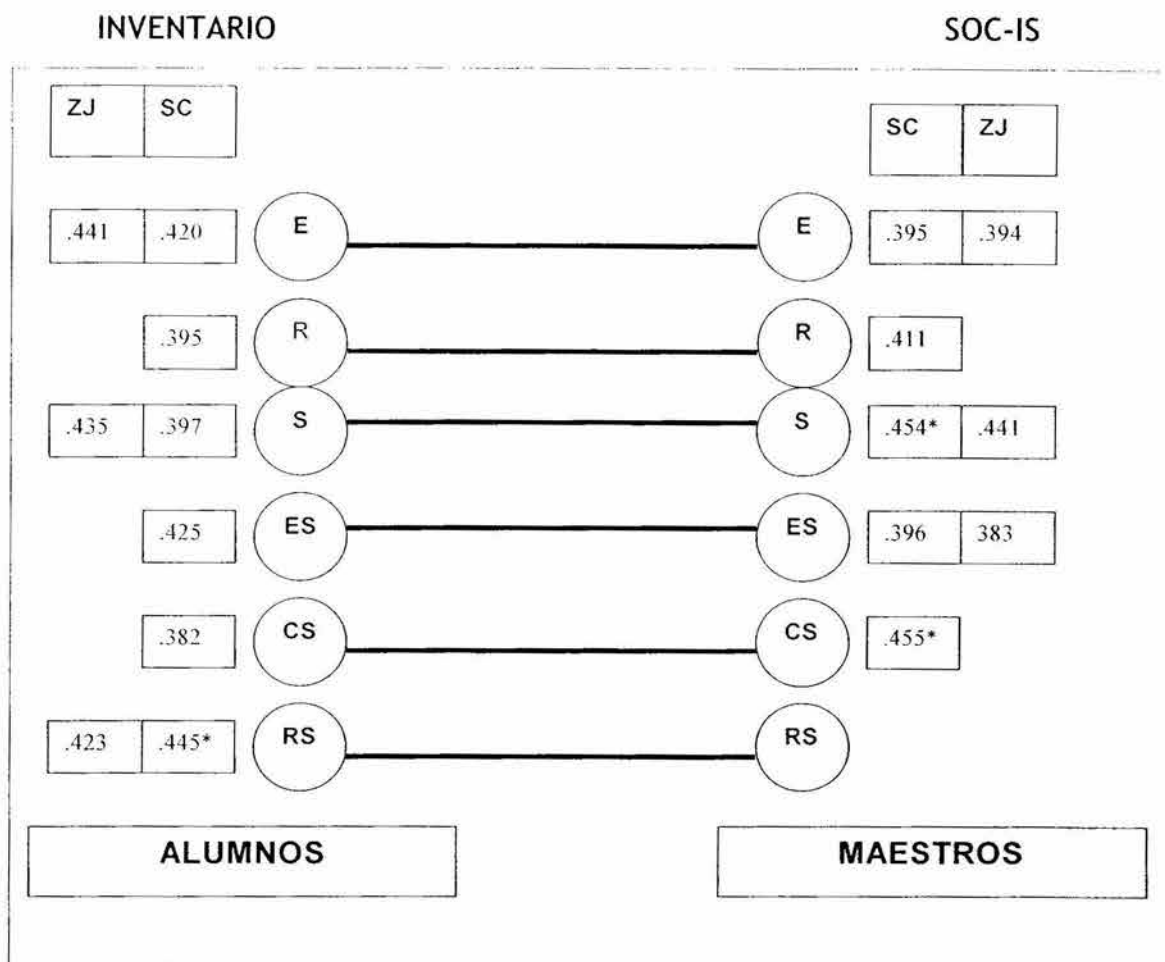 INVENTARIO SOC-IS
ZJ SC
SC ZJ
.441 .420 E E .395 .394
.395 R R .411
.435 .397 S S .454* .441
.425 ES ES .396 383
.382 CS CS .455*
.423 .445* RS RS
ALUMNOS MAESTROS